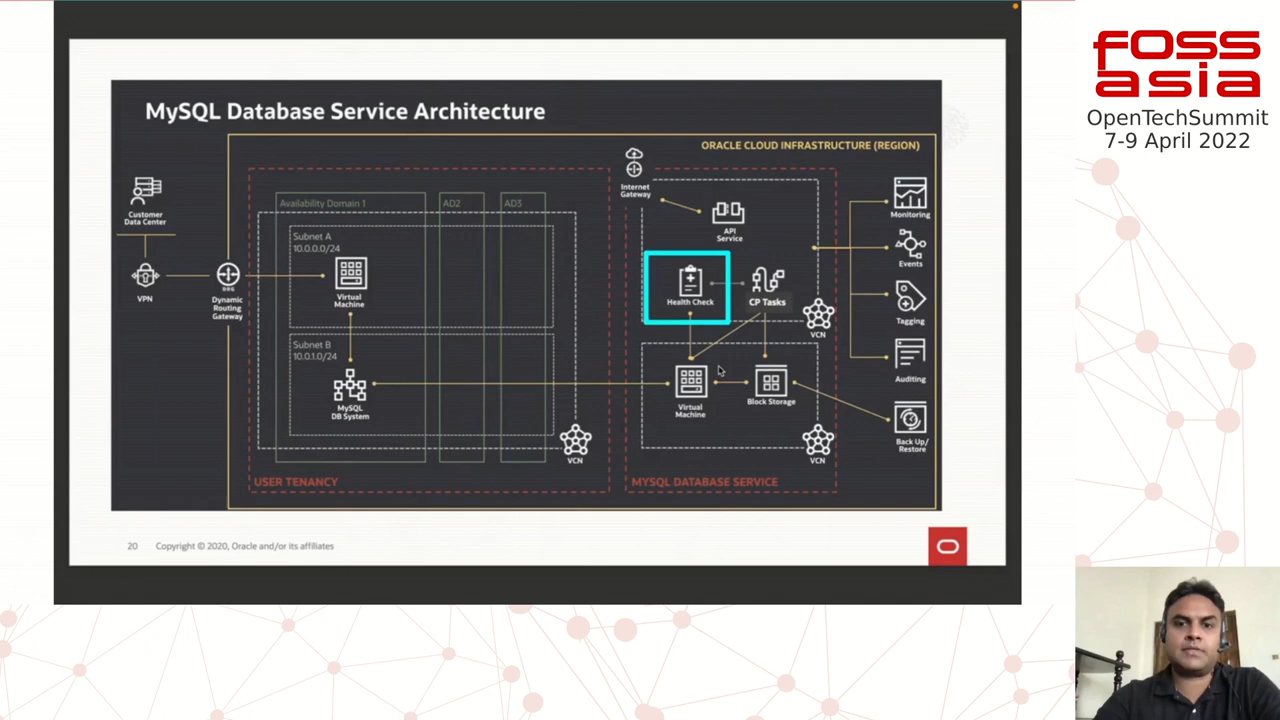 MySQL Database Service Architecture
ORACLE CLOUD INFRASTRUCTURE (REGION)
Customer
Data Center
VPN
DRG
Dynamic
Routing
Gateway
Availability Domain 1
AD2
AD3
Subnet A
10.0.0.0/24
Virtual
Machine
Subnet B
10.0.1.0/24
MySQL
DB System
VCN
USER TENANCY
Internet
Gateway
API
Service
Health Check
CP Tasks
VCN
Virtual
Machine
Block Storage
VCN
MYSQL DATABASE SERVICE
Monitoring
Events
Tagging
Auditing
Back Up/
Restore
20
Copyright © 2020, Oracle and/or its affiliates
FOSS
asia
OpenTechSummit
7-9 April 2022